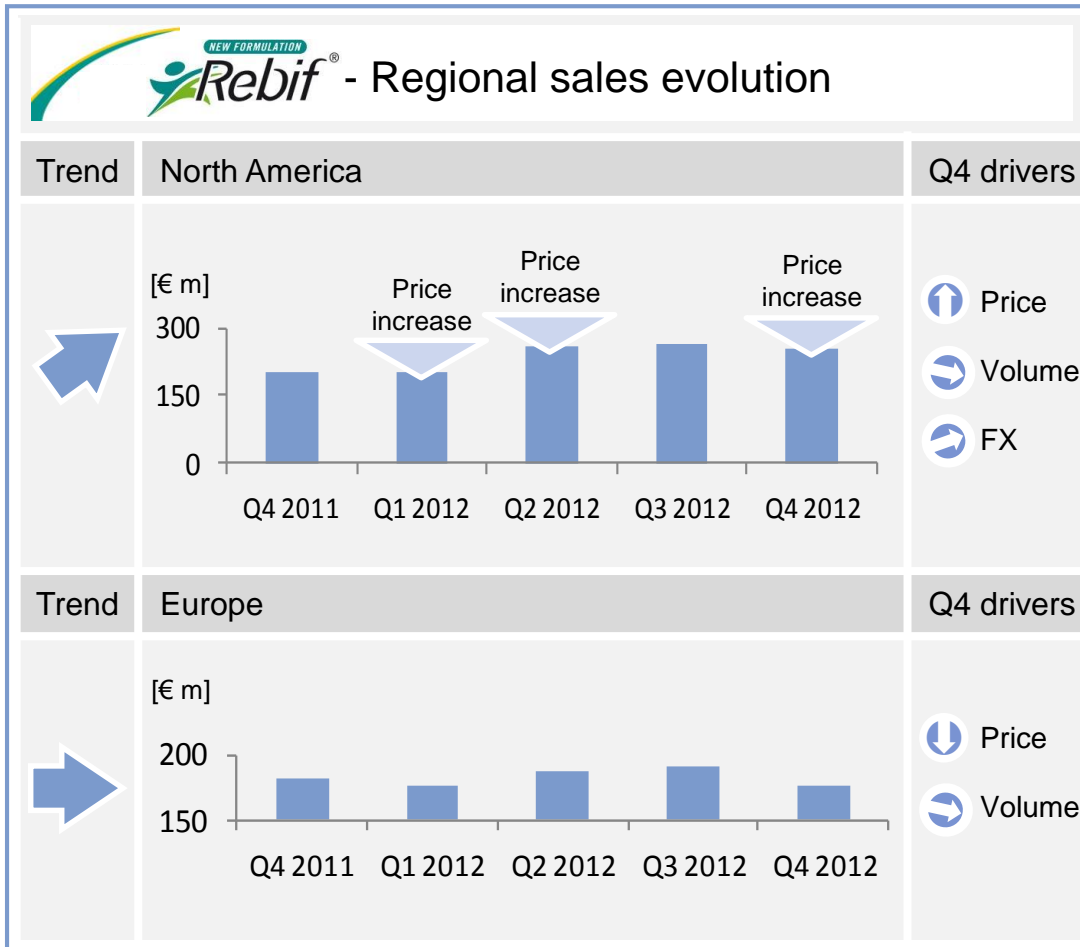 NEW FORMULATION
Rebif® - Regional sales evolution
Trend
North America
Q4 drivers
[€ m]
300
150
0
Price
increase
Price
increase
Price
increase
Q4 2011
Q1 2012
Q2 2012
Q3 2012
Q4 2012
Price
Volume
FX
Trend
Europe
Q4 drivers
[€ m]
200
150
Q4 2011
Q1 2012
Q2 2012
Q3 2012
Q4 2012
Price
Volume